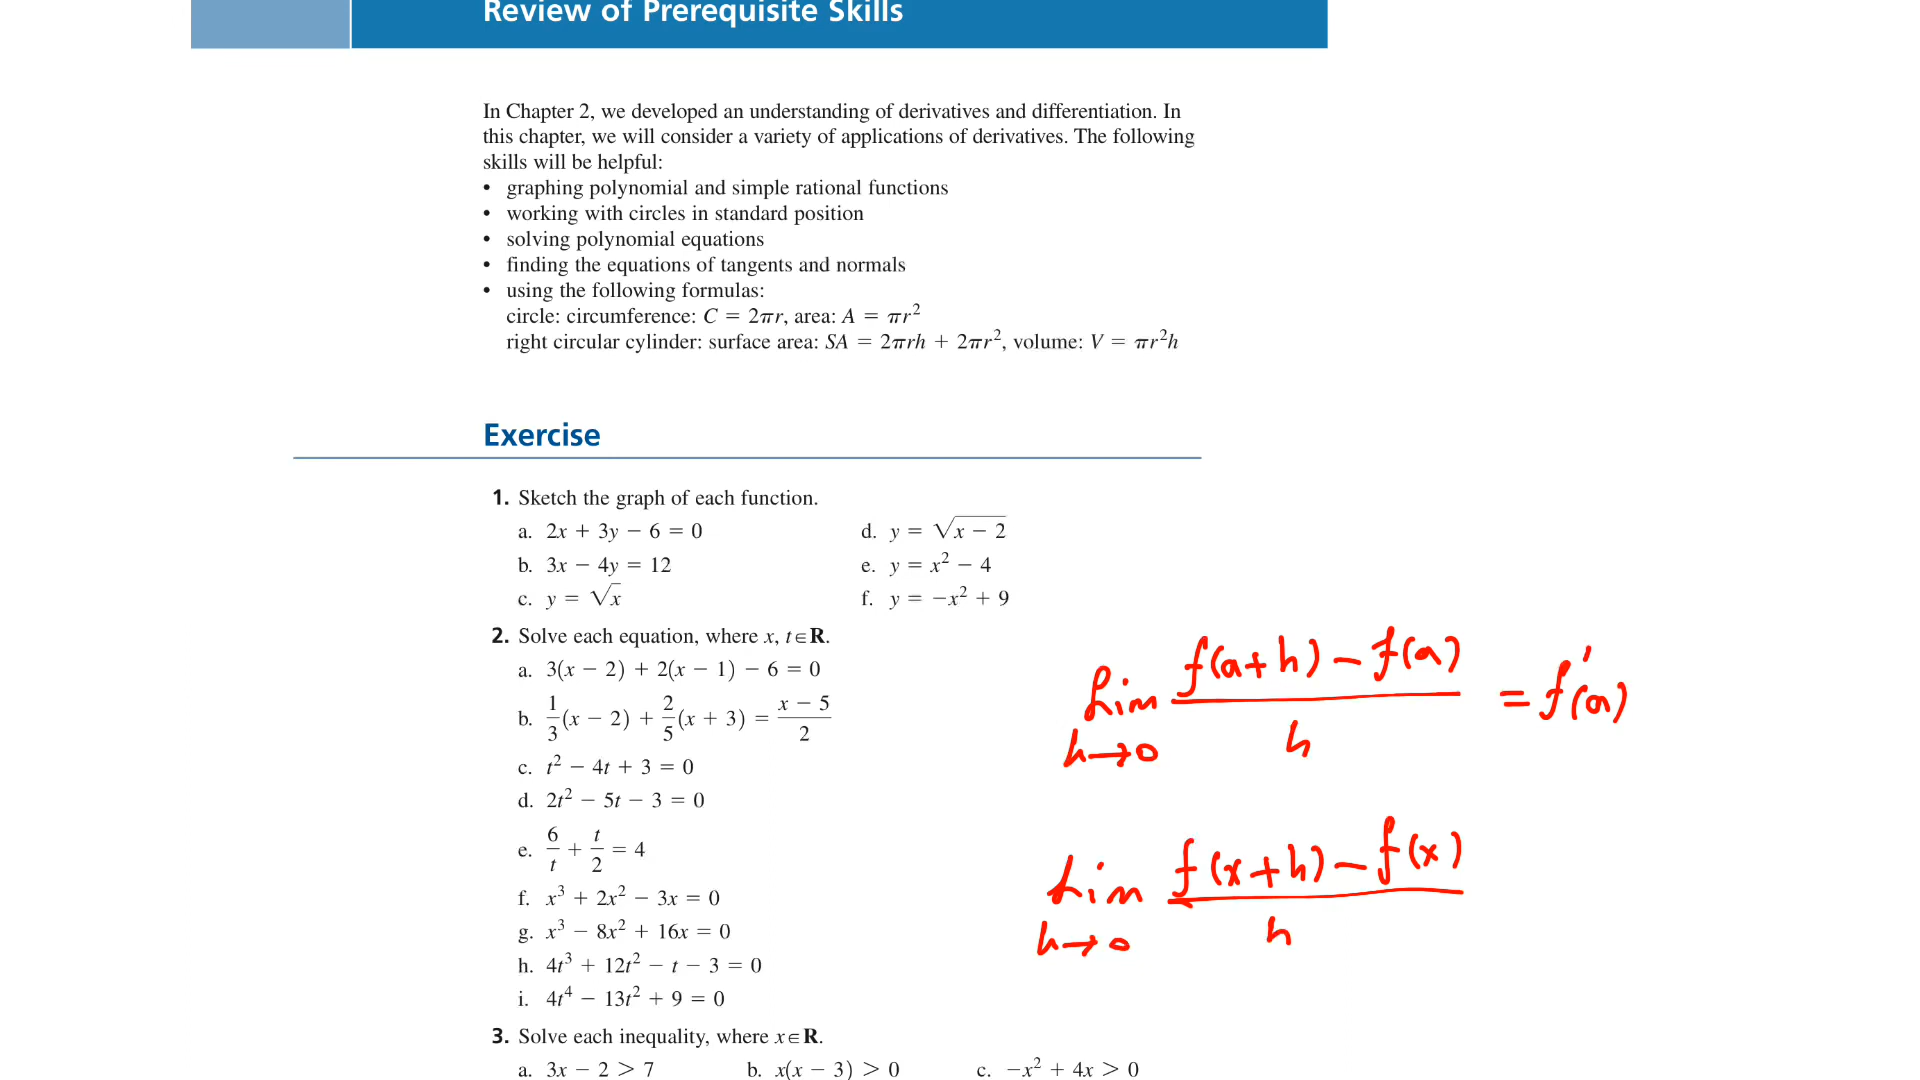 Review of Prerequisite Skills
In Chapter 2, we developed an understanding of derivatives and differentiation. In
this chapter, we will consider a variety of applications of derivatives. The following
skills will be helpful:
• graphing polynomial and simple rational functions
• working with circles in standard position
• solving polynomial equations
• finding the equations of tangents and normals
• using the following formulas:
circle: circumference: C = 2πr, area: A = πr²
right circular cylinder: surface area: SA = 2πrh + 2πr², volume: V = πr²h
Exercise
1. Sketch the graph of each function.
a. 2x + 3y − 6 = 0
b. 3x − 4y = 12
c. y = √x
d. y = √(x − 2)
e. y = x² − 4
f. y = −x² + 9
2. Solve each equation, where x, t∈R.
a. 3(x − 2) + 2(x − 1) − 6 = 0
b. 1/3(x − 2) + 2/5(x + 3) = (x − 5)/2
c. t² − 4t + 3 = 0
d. 2t² − 5t − 3 = 0
e. 6/t + t/2 = 4
f. x³ + 2x² − 3x = 0
g. x³ − 8x² + 16x = 0
h. 4t³ + 12t² − t − 3 = 0
i. 4t⁴ − 13t² + 9 = 0
lim h→0 (f(a+h) − f(a))/h = f'(a)
lim h→0 (f(x+h) − f(x))/h
3. Solve each inequality, where x∈R.
a. 3x − 2 > 7 b. x(x − 3) > 0 c. −x² + 4x > 0